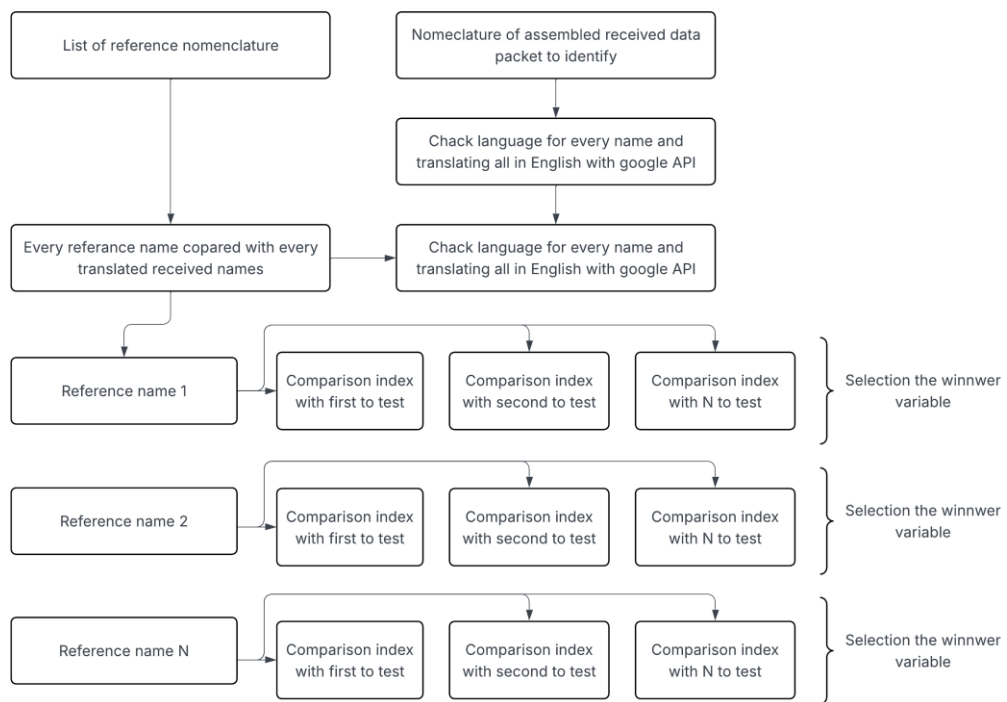 List of reference nomenclature
Nomeclature of assembled received data
packet to identify
Chack language for every name and
translating all in English with google API
Every referance name copared with every
translated received names
Chack language for every name and
translating all in English with google API
Reference name 1
Comparison index
with first to test
Comparison index
with second to test
Comparison index
with N to test
Selection the winnwer
variable
Reference name 2
Comparison index
with first to test
Comparison index
with second to test
Comparison index
with N to test
Selection the winnwer
variable
Reference name N
Comparison index
with first to test
Comparison index
with second to test
Comparison index
with N to test
Selection the winnwer
variable